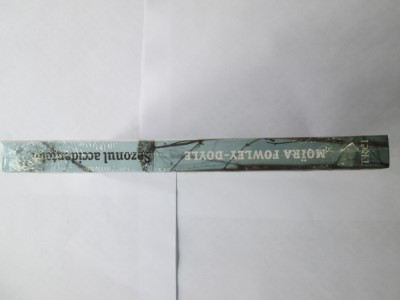 MOÏRA FOWLEY-DOYLE
Sezonul accidentelor